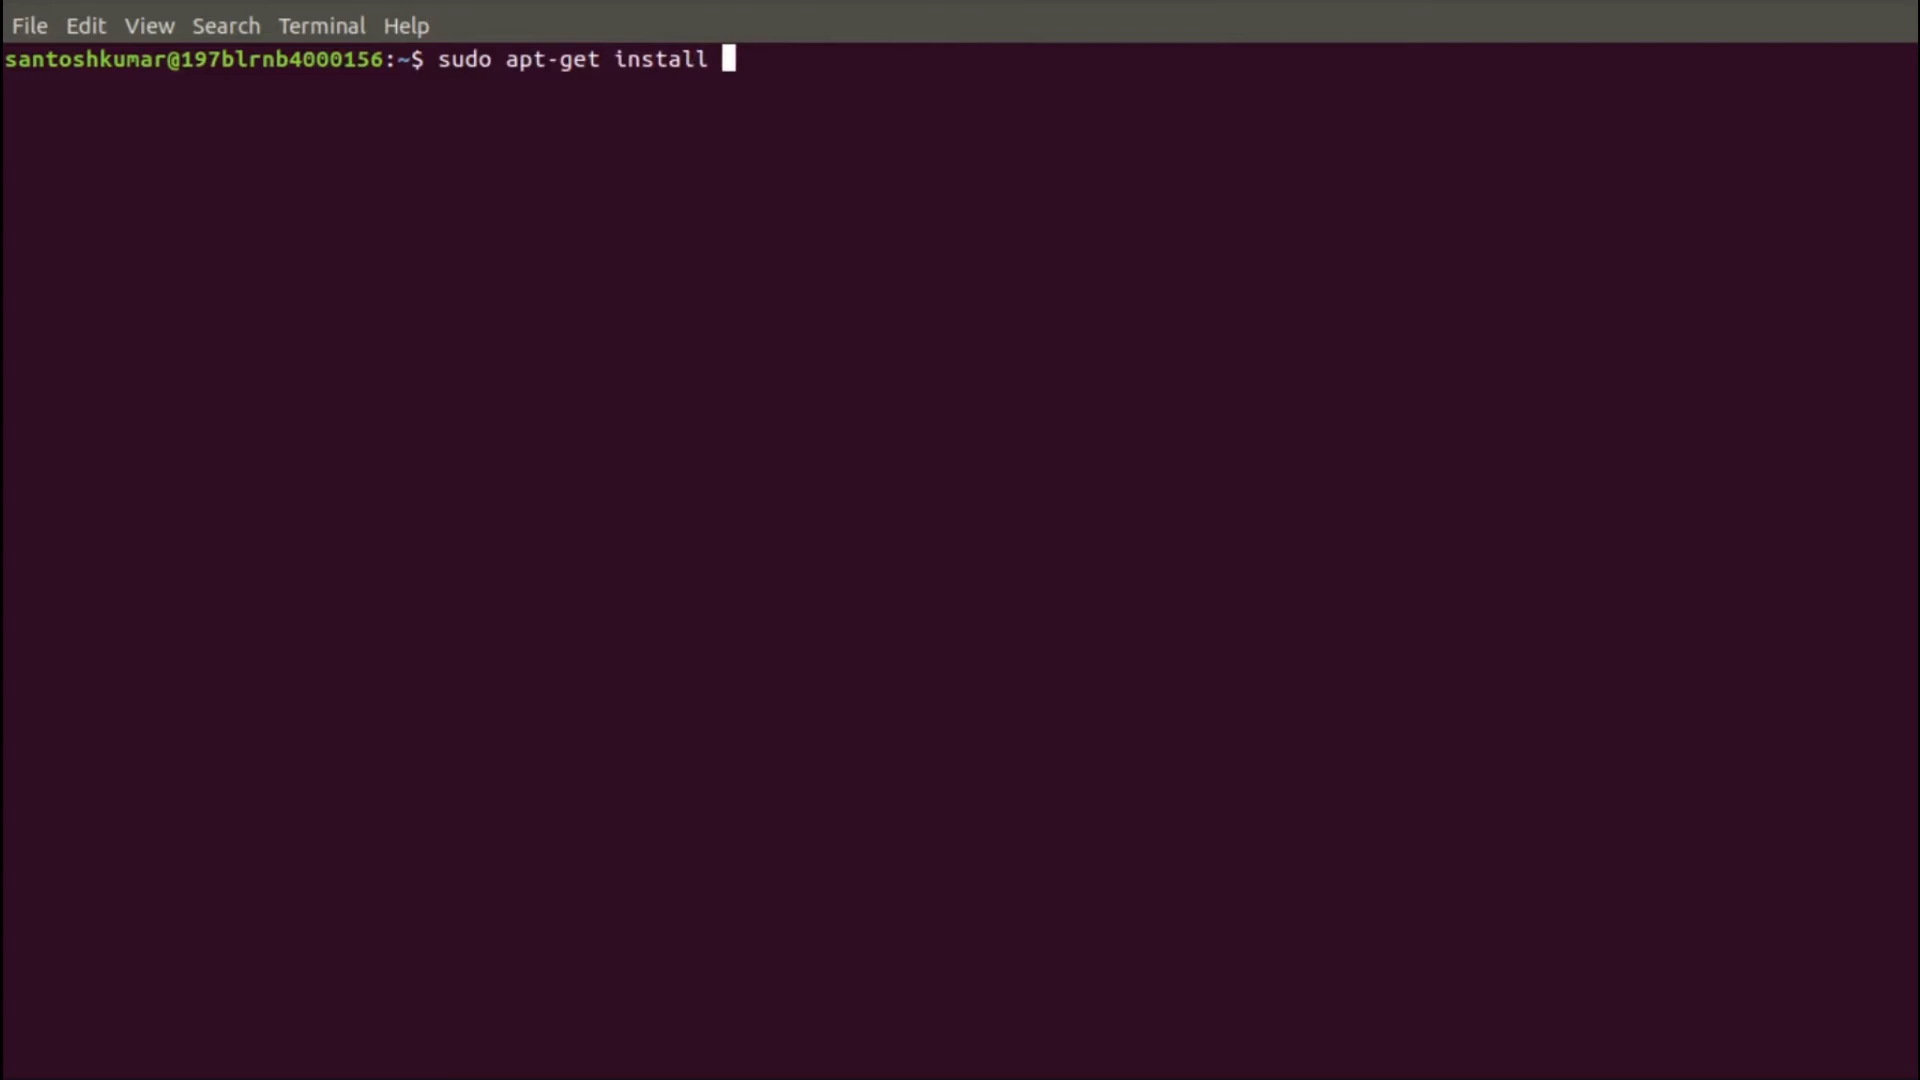 File Edit View Search Terminal Help
santoshkumar@197blrnb4000156:~$ sudo apt-get install